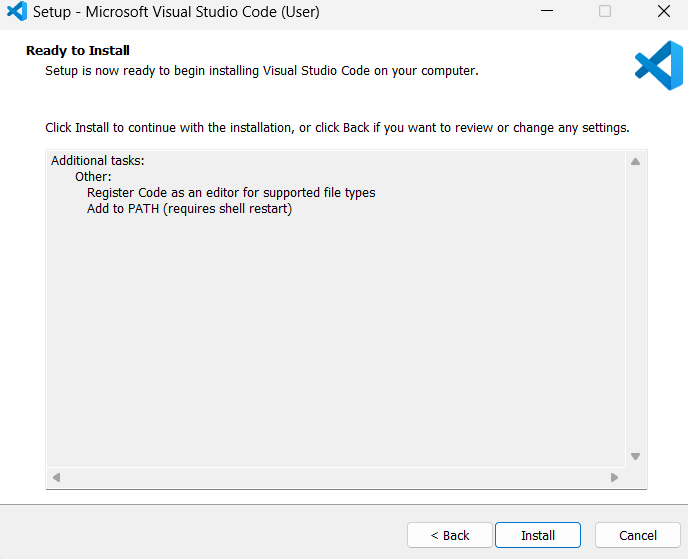 Setup - Microsoft Visual Studio Code (User)
Ready to Install
Setup is now ready to begin installing Visual Studio Code on your computer.
Click Install to continue with the installation, or click Back if you want to review or change any settings.
Additional tasks:
Other:
Register Code as an editor for supported file types
Add to PATH (requires shell restart)
< Back
Install
Cancel